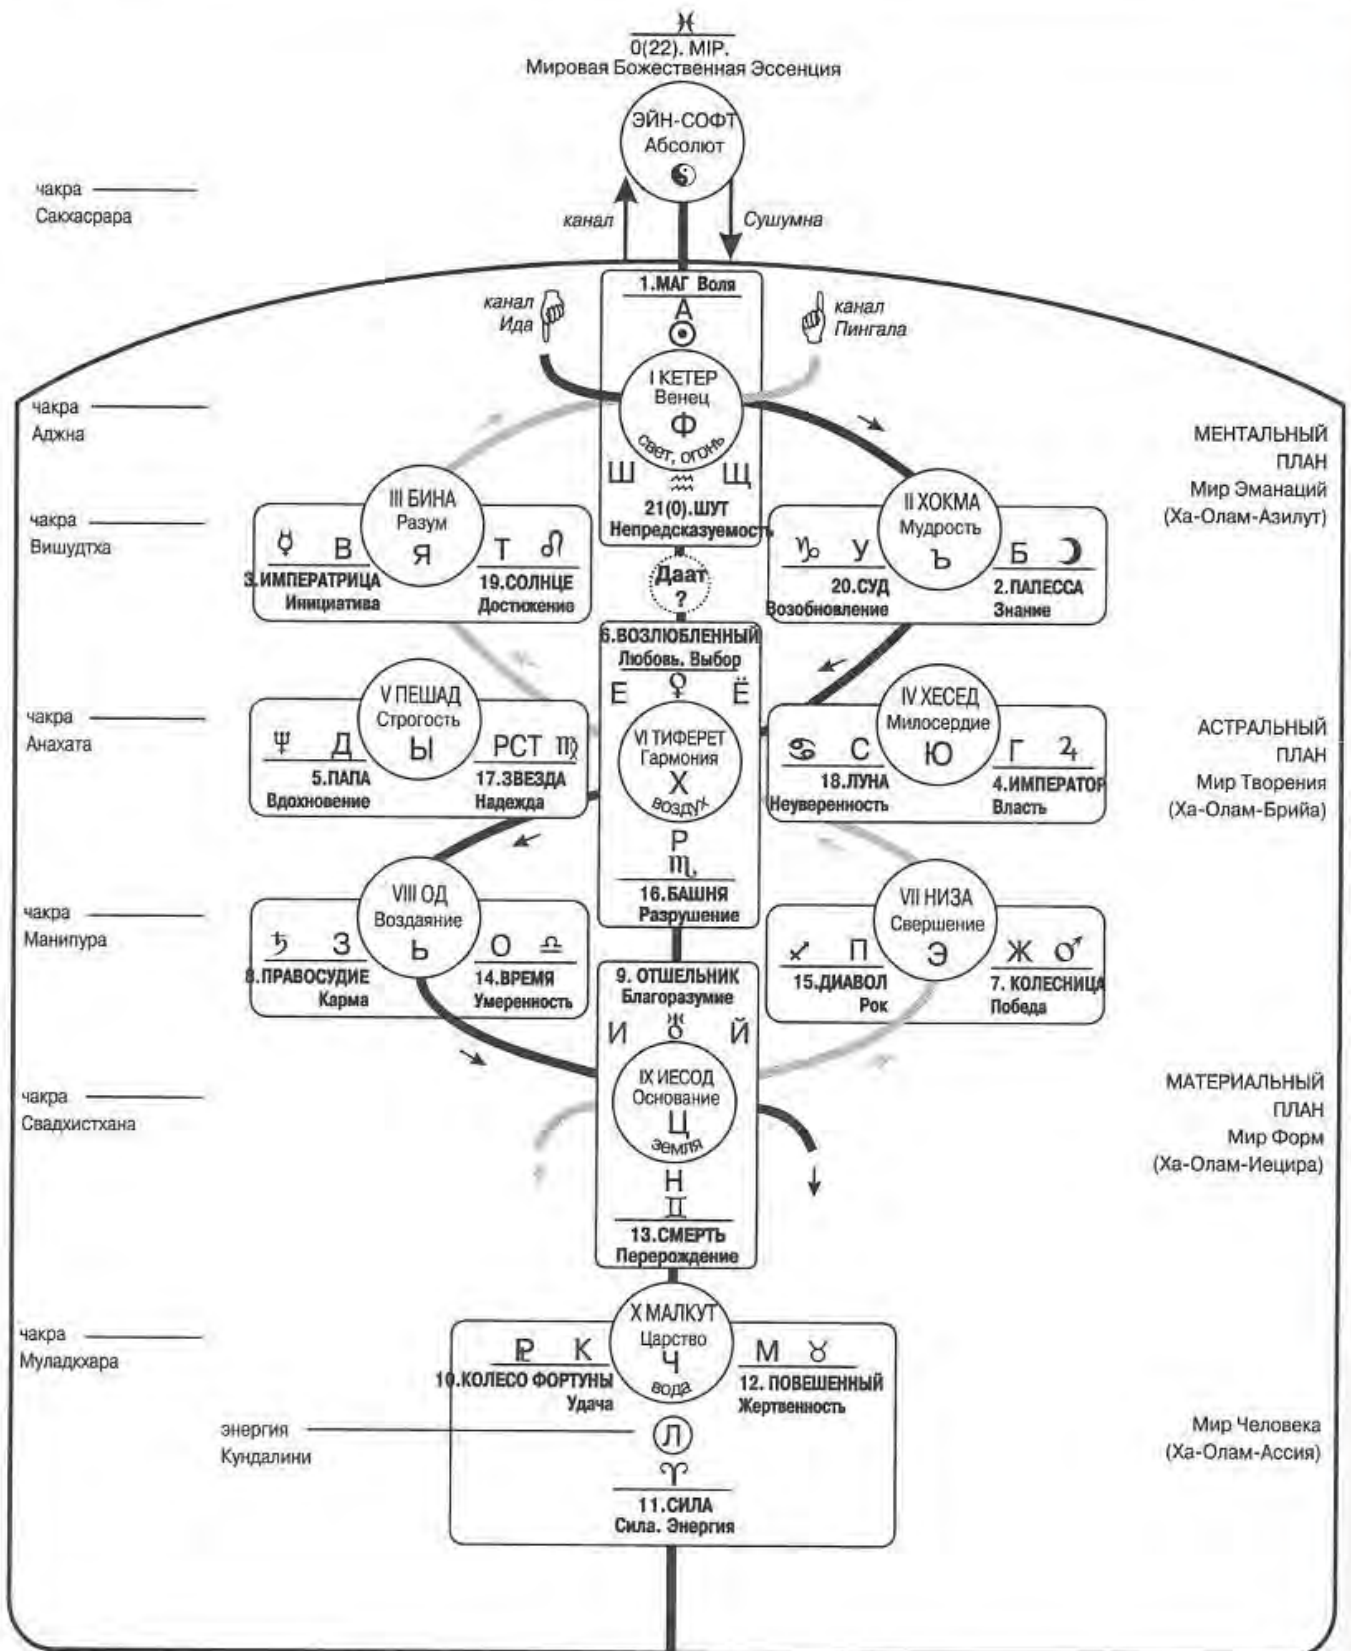 ♓
0(22). МІР.
Мировая Божественная Эссенция
ЭЙН-СОФТ
Абсолют
чакра
Сакхасрара
канал
Сушумна
1.МАГ Воля
А
канал
Ида
канал
Пингала
I КЕТЕР
Венец
Ф
свет, огонь
Ш Щ
♒
21(0).ШУТ
Непредсказуемость
чакра
Аджна
МЕНТАЛЬНЫЙ
ПЛАН
Мир Эманаций
(Ха-Олам-Азилут)
чакра
Вишудтха
III БИНА
Разум
Я
☿ В
3.ИМПЕРАТРИЦА
Инициатива
Т ♌
19.СОЛНЦЕ
Достижение
II ХОКМА
Мудрость
Ъ
♑ У
20.СУД
Возобновление
Б ☽
2.ПАПЕССА
Знание
Даат
?
6.ВОЗЛЮБЛЕННЫЙ
Любовь. Выбор
Е ♀ Ё
VI ТИФЕРЕТ
Гармония
Х
воздух
Р
♏
16.БАШНЯ
Разрушение
чакра
Анахата
V ПЕШАД
Строгость
Ы
♆ Д
5.ПАПА
Вдохновение
РСТ ♍
17.ЗВЕЗДА
Надежда
IV ХЕСЕД
Милосердие
Ю
♋ С
18.ЛУНА
Неуверенность
Г ♃
4.ИМПЕРАТОР
Власть
АСТРАЛЬНЫЙ
ПЛАН
Мир Творения
(Ха-Олам-Брийа)
чакра
Манипура
VIII ОД
Воздаяние
Ь
♄ З
8.ПРАВОСУДИЕ
Карма
О ♎
14.ВРЕМЯ
Умеренность
VII НИЗА
Свершение
Э
♐ П
15.ДИАВОЛ
Рок
Ж ♂
7. КОЛЕСНИЦА
Победа
9. ОТШЕЛЬНИК
Благоразумие
И ♅ Й
IX ИЕСОД
Основание
Ц
земля
Н
♊
13.СМЕРТЬ
Перерождение
чакра
Свадхистхана
МАТЕРИАЛЬНЫЙ
ПЛАН
Мир Форм
(Ха-Олам-Иецира)
чакра
Муладкхара
X МАЛКУТ
Царство
Ч
вода
♇ К
10.КОЛЕСО ФОРТУНЫ
Удача
М ♉
12. ПОВЕШЕННЫЙ
Жертвенность
энергия
Кундалини
Л
♈
11.СИЛА
Сила. Энергия
Мир Человека
(Ха-Олам-Ассия)